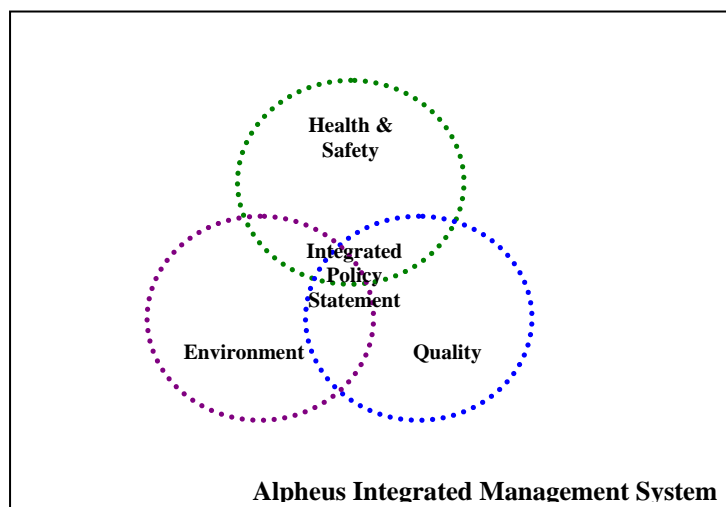 Health &
Safety
Integrated
Policy
Statement
Environment
Quality
Alpheus Integrated Management System